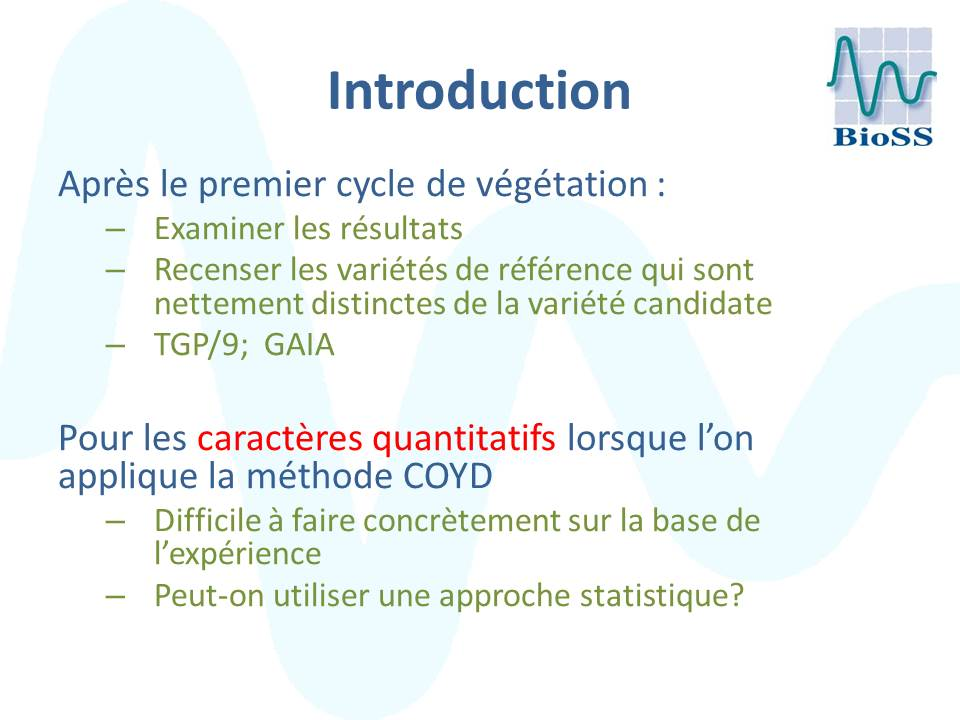 Introduction
BioSS
Après le premier cycle de végétation :
– Examiner les résultats
– Recenser les variétés de référence qui sont
nettement distinctes de la variété candidate
– TGP/9; GAIA
Pour les caractères quantitatifs lorsque l’on
applique la méthode COYD
– Difficile à faire concrètement sur la base de
l’expérience
– Peut-on utiliser une approche statistique?